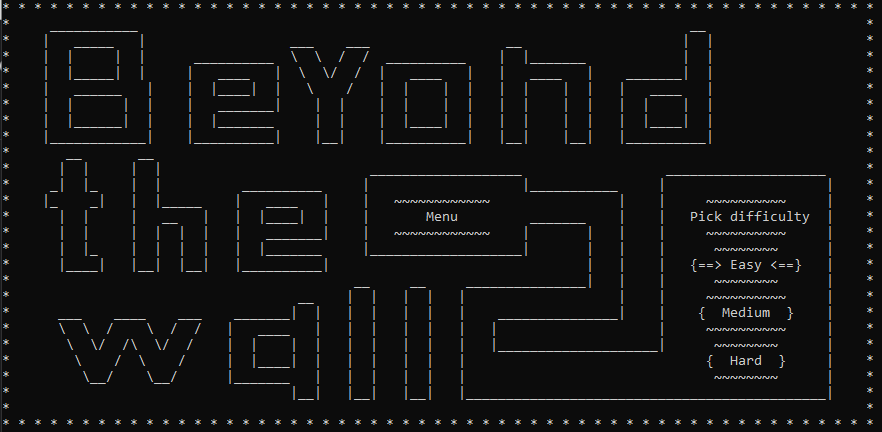 BeYond
the
wall
Menu
Pick difficulty
{==> Easy <==}
{ Medium }
{ Hard }